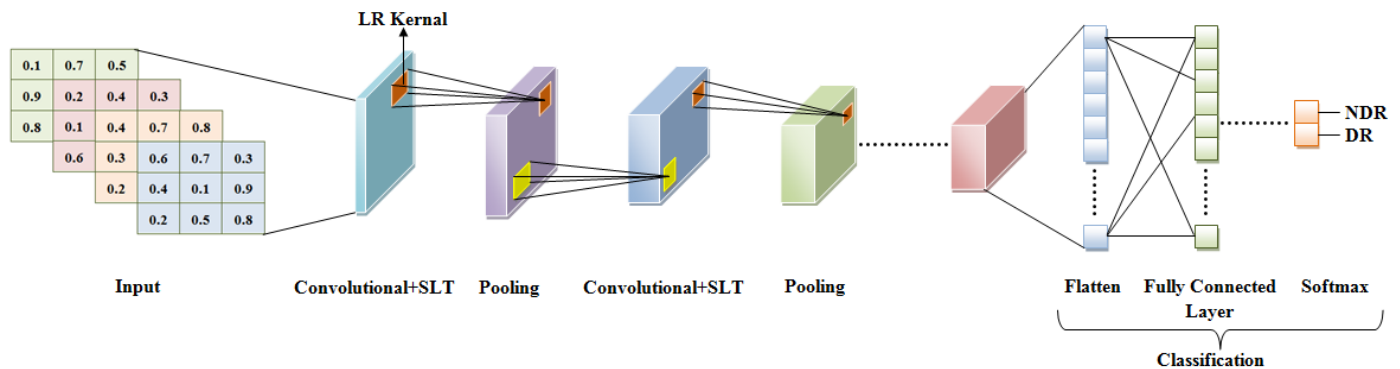 LR Kernal
0.1 0.7 0.5
0.9 0.2 0.4 0.3
0.8 0.1 0.4 0.7 0.8
0.6 0.3 0.6 0.7 0.3
0.2 0.4 0.1 0.9
0.2 0.5 0.8
NDR
DR
Input
Convolutional+SLT
Pooling
Convolutional+SLT
Pooling
Flatten
Fully Connected
Layer
Softmax
Classification